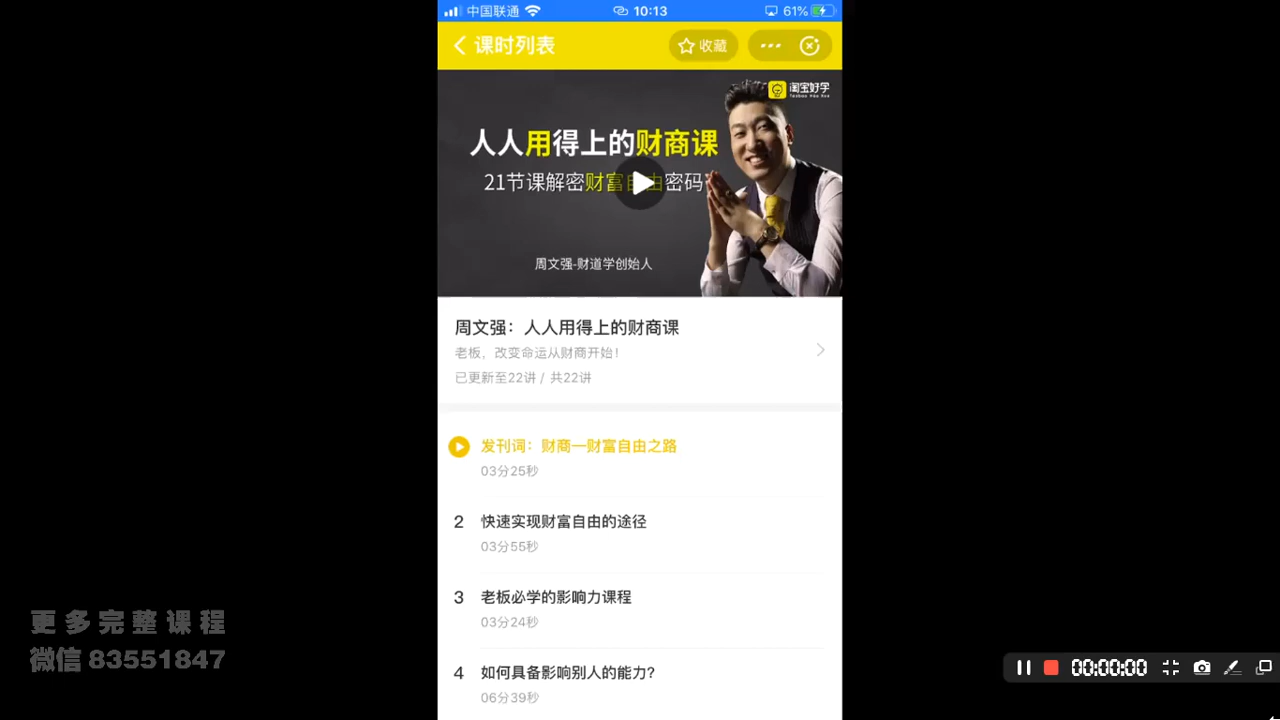 中国联通
10:13
61%
课时列表
收藏
淘宝好学
人人用得上的财商课
21节课解密财富自由密码
周文强-财道学创始人
周文强：人人用得上的财商课
老板，改变命运从财商开始！
已更新至22讲 / 共22讲
发刊词：财商—财富自由之路
03分25秒
2 快速实现财富自由的途径
03分55秒
3 老板必学的影响力课程
03分24秒
4 如何具备影响别人的能力?
06分39秒
更多完整课程
微信 83551847
00:00:00